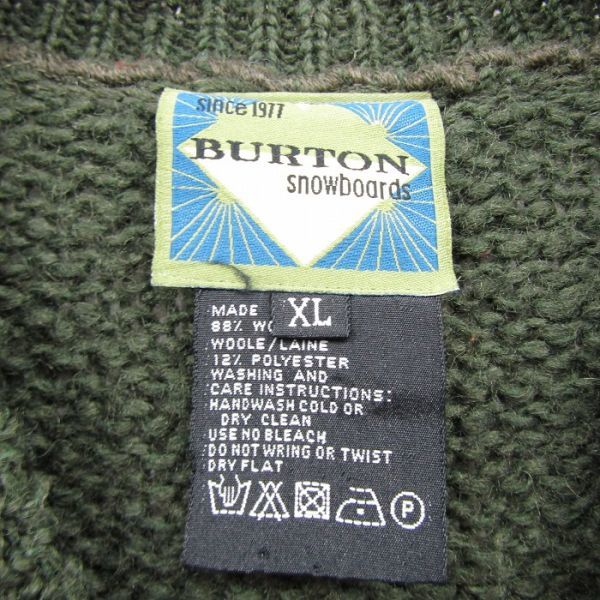 since 1977
BURTON
snowboards
XL
MADE
88% WO
WOOLE/LAINE
12% POLYESTER
WASHING AND
CARE INSTRUCTIONS:
HANDWASH COLD OR
DRY CLEAN
USE NO BLEACH
DO NOT WRING OR TWIST
DRY FLAT
P